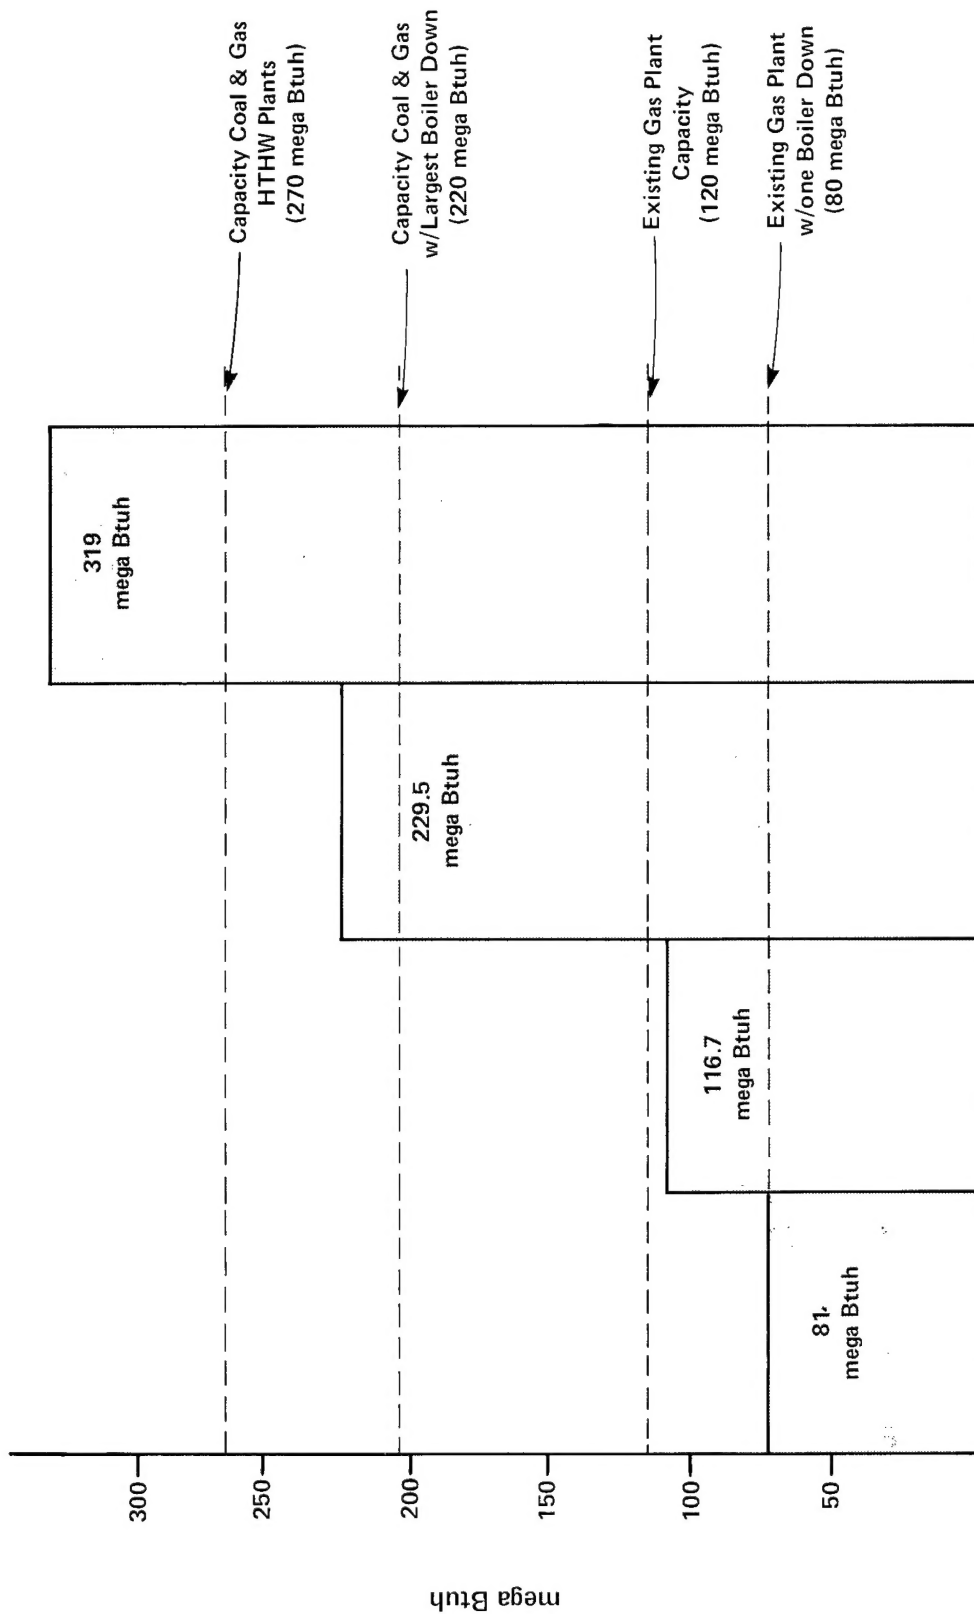 mega Btuh
300
250
200
150
100
50
81
mega Btuh
116.7
mega Btuh
229.5
mega Btuh
319
mega Btuh
Capacity Coal & Gas
HTHW Plants
(270 mega Btuh)
Capacity Coal & Gas
w/Largest Boiler Down
(220 mega Btuh)
Existing Gas Plant
Capacity
(120 mega Btuh)
Existing Gas Plant
w/one Boiler Down
(80 mega Btuh)